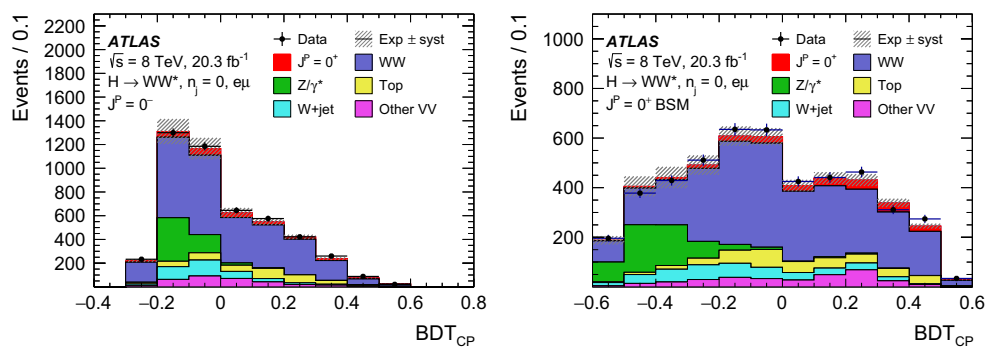 Events / 0.1
2200
2000
1800
1600
1400
1200
1000
800
600
400
200
ATLAS
√s = 8 TeV, 20.3 fb⁻¹
H → WW*, nⱼ = 0, eμ
Jᴾ = 0⁻
Data
Exp ± syst
Jᴾ = 0⁺
WW
Z/γ*
Top
W+jet
Other VV
−0.4 −0.2 0 0.2 0.4 0.6 0.8
BDT_CP
Events / 0.1
1000
800
600
400
200
ATLAS
√s = 8 TeV, 20.3 fb⁻¹
H → WW*, nⱼ = 0, eμ
Jᴾ = 0⁺ BSM
Data
Exp ± syst
Jᴾ = 0⁺
WW
Z/γ*
Top
W+jet
Other VV
−0.6 −0.4 −0.2 0 0.2 0.4 0.6
BDT_CP